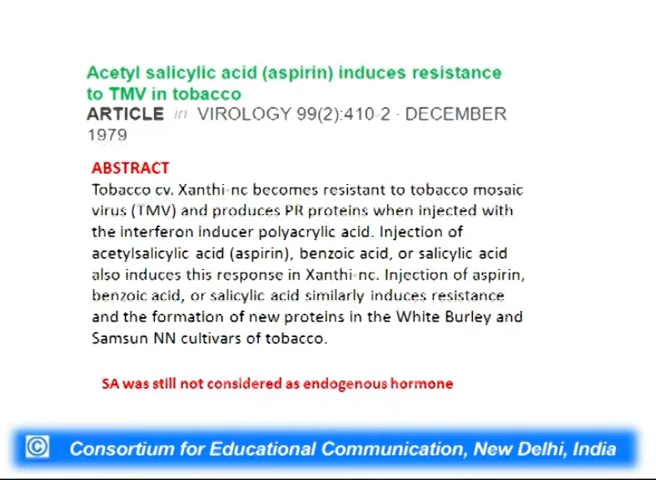 Acetyl salicylic acid (aspirin) induces resistance
to TMV in tobacco
ARTICLE in VIROLOGY 99(2):410-2 · DECEMBER
1979
ABSTRACT
Tobacco cv. Xanthi-nc becomes resistant to tobacco mosaic
virus (TMV) and produces PR proteins when injected with
the interferon inducer polyacrylic acid. Injection of
acetylsalicylic acid (aspirin), benzoic acid, or salicylic acid
also induces this response in Xanthi-nc. Injection of aspirin,
benzoic acid, or salicylic acid similarly induces resistance
and the formation of new proteins in the White Burley and
Samsun NN cultivars of tobacco.
SA was still not considered as endogenous hormone
© Consortium for Educational Communication, New Delhi, India